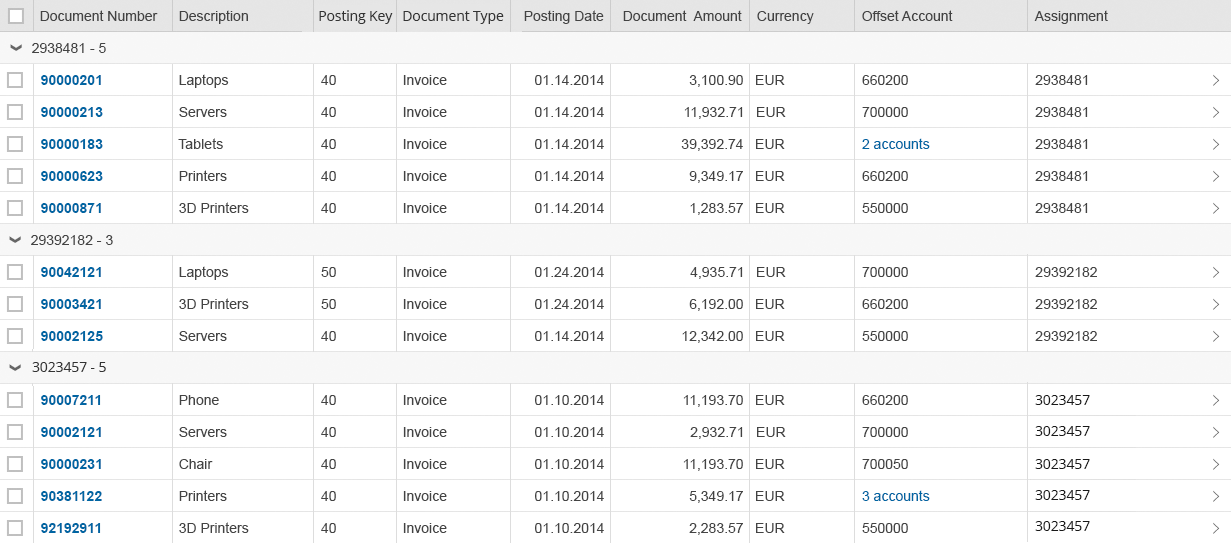 Document Number Description Posting Key Document Type Posting Date Document Amount Currency Offset Account Assignment
2938481 - 5
90000201 Laptops 40 Invoice 01.14.2014 3,100.90 EUR 660200 2938481
90000213 Servers 40 Invoice 01.14.2014 11,932.71 EUR 700000 2938481
90000183 Tablets 40 Invoice 01.14.2014 39,392.74 EUR 2 accounts 2938481
90000623 Printers 40 Invoice 01.14.2014 9,349.17 EUR 660200 2938481
90000871 3D Printers 40 Invoice 01.14.2014 1,283.57 EUR 550000 2938481
29392182 - 3
90042121 Laptops 50 Invoice 01.24.2014 4,935.71 EUR 700000 29392182
90003421 3D Printers 50 Invoice 01.24.2014 6,192.00 EUR 660200 29392182
90002125 Servers 40 Invoice 01.14.2014 12,342.00 EUR 550000 29392182
3023457 - 5
90007211 Phone 40 Invoice 01.10.2014 11,193.70 EUR 660200 3023457
90002121 Servers 40 Invoice 01.10.2014 2,932.71 EUR 700000 3023457
90000231 Chair 40 Invoice 01.10.2014 11,193.70 EUR 700050 3023457
90381122 Printers 40 Invoice 01.10.2014 5,349.17 EUR 3 accounts 3023457
92192911 3D Printers 40 Invoice 01.10.2014 2,283.57 EUR 550000 3023457